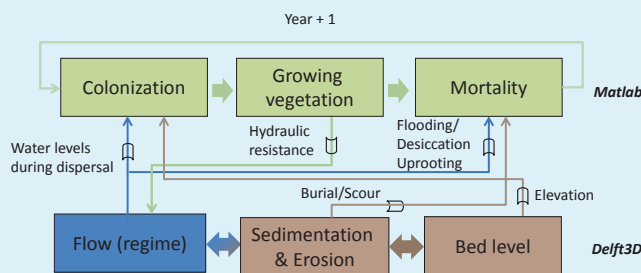 Year + 1
Colonization
Growing
vegetation
Mortality
Matlab
Water levels
during dispersal
Hydraulic
resistance
Flooding/
Desiccation
Uprooting
Burial/Scour
Elevation
Flow (regime)
Sedimentation
& Erosion
Bed level
Delft3D